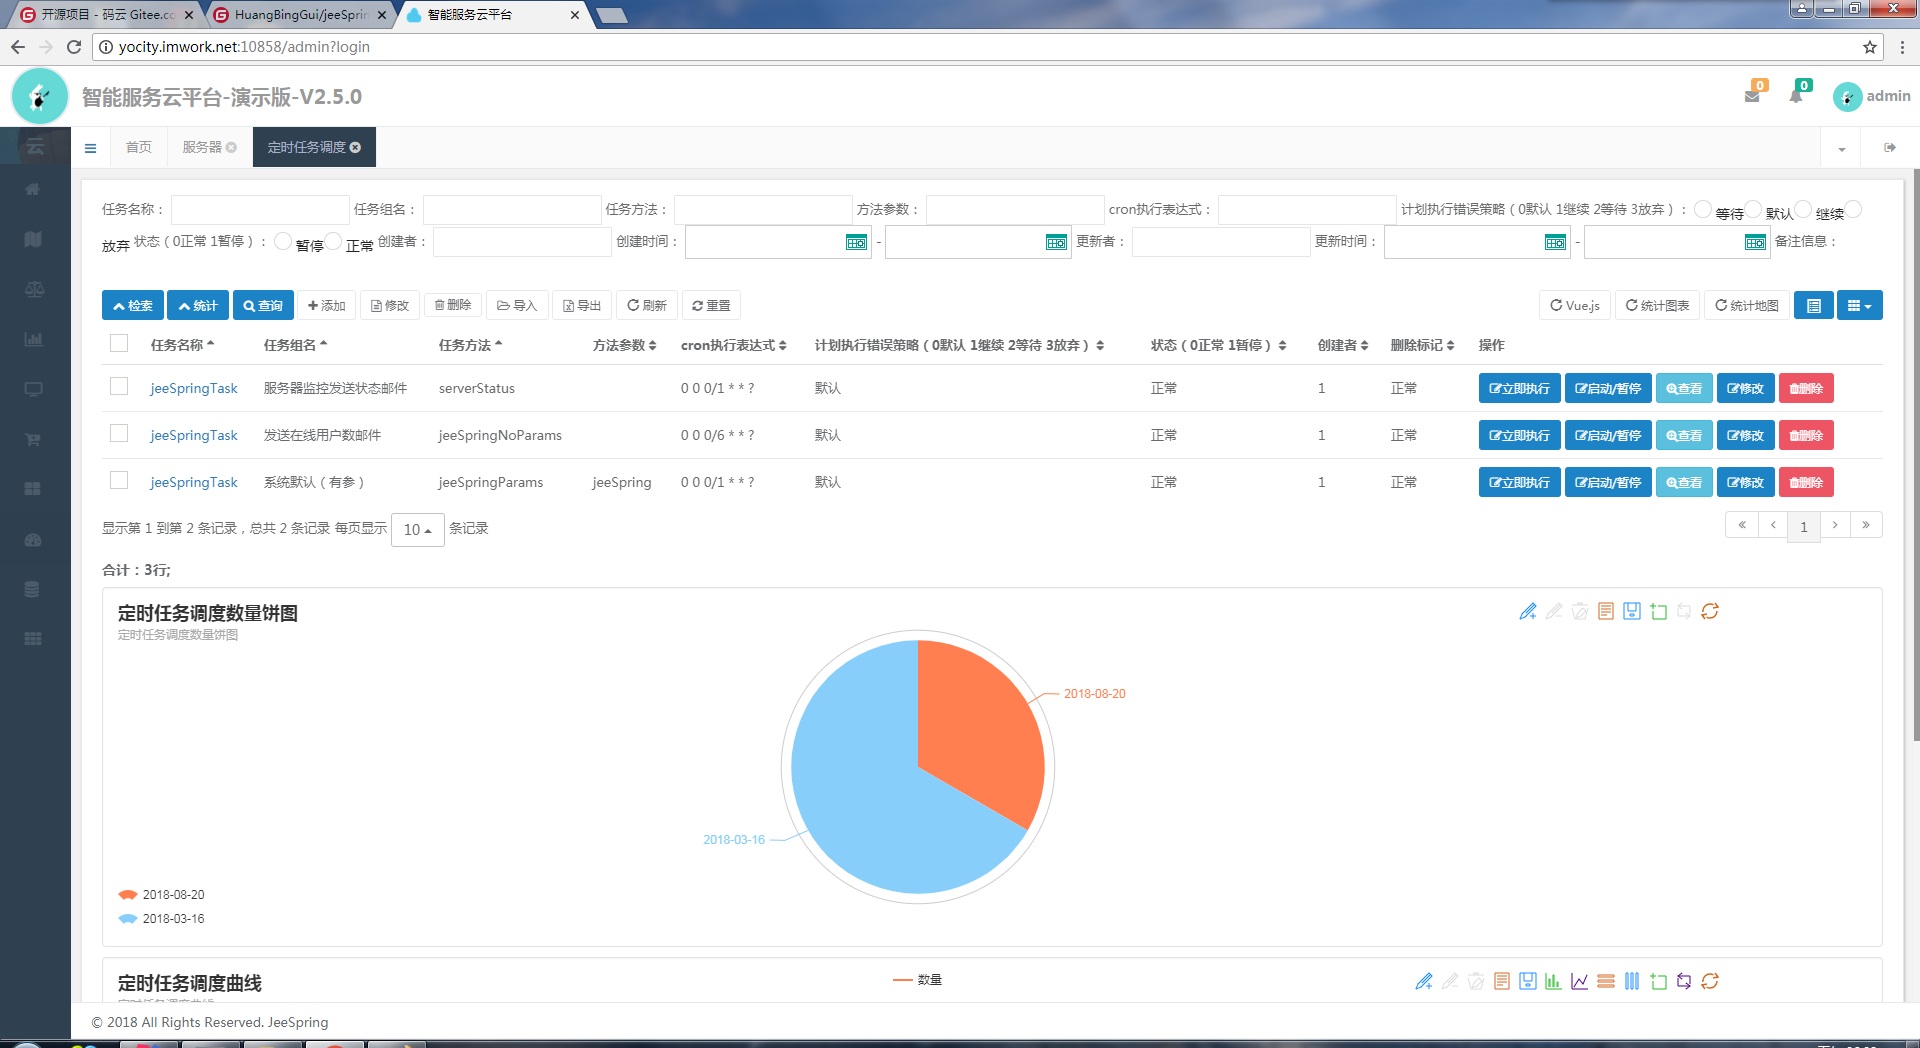 开源项目 - 码云 Gitee.co
HuangBingGui/jeeSprin
智能服务云平台
yocity.imwork.net:10858/admin?login
智能服务云平台-演示版-V2.5.0
0
0
admin
云
首页
服务器
定时任务调度
任务名称： 任务组名： 任务方法： 方法参数： cron执行表达式： 计划执行错误策略（0默认 1继续 2等待 3放弃）： 等待 默认 继续
放弃 状态（0正常 1暂停）： 暂停 正常 创建者： 创建时间： - 更新者： 更新时间： - 备注信息：
检索 统计 查询 添加 修改 删除 导入 导出 刷新 重置 Vue.js 统计图表 统计地图
任务名称 任务组名 任务方法 方法参数 cron执行表达式 计划执行错误策略（0默认 1继续 2等待 3放弃） 状态（0正常 1暂停） 创建者 删除标记 操作
jeeSpringTask 服务器监控发送状态邮件 serverStatus 0 0 0/1 * * ? 默认 正常 1 正常 立即执行 启动/暂停 查看 修改 删除
jeeSpringTask 发送在线用户数邮件 jeeSpringNoParams 0 0 0/6 * * ? 默认 正常 1 正常 立即执行 启动/暂停 查看 修改 删除
jeeSpringTask 系统默认（有参） jeeSpringParams jeeSpring 0 0 0/1 * * ? 默认 正常 1 正常 立即执行 启动/暂停 查看 修改 删除
显示第 1 到第 2 条记录，总共 2 条记录 每页显示 10 条记录 « ‹ 1 › »
合计：3行;
定时任务调度数量饼图
定时任务调度数量饼图
2018-08-20
2018-03-16
2018-08-20
2018-03-16
定时任务调度曲线
数量
© 2018 All Rights Reserved. JeeSpring